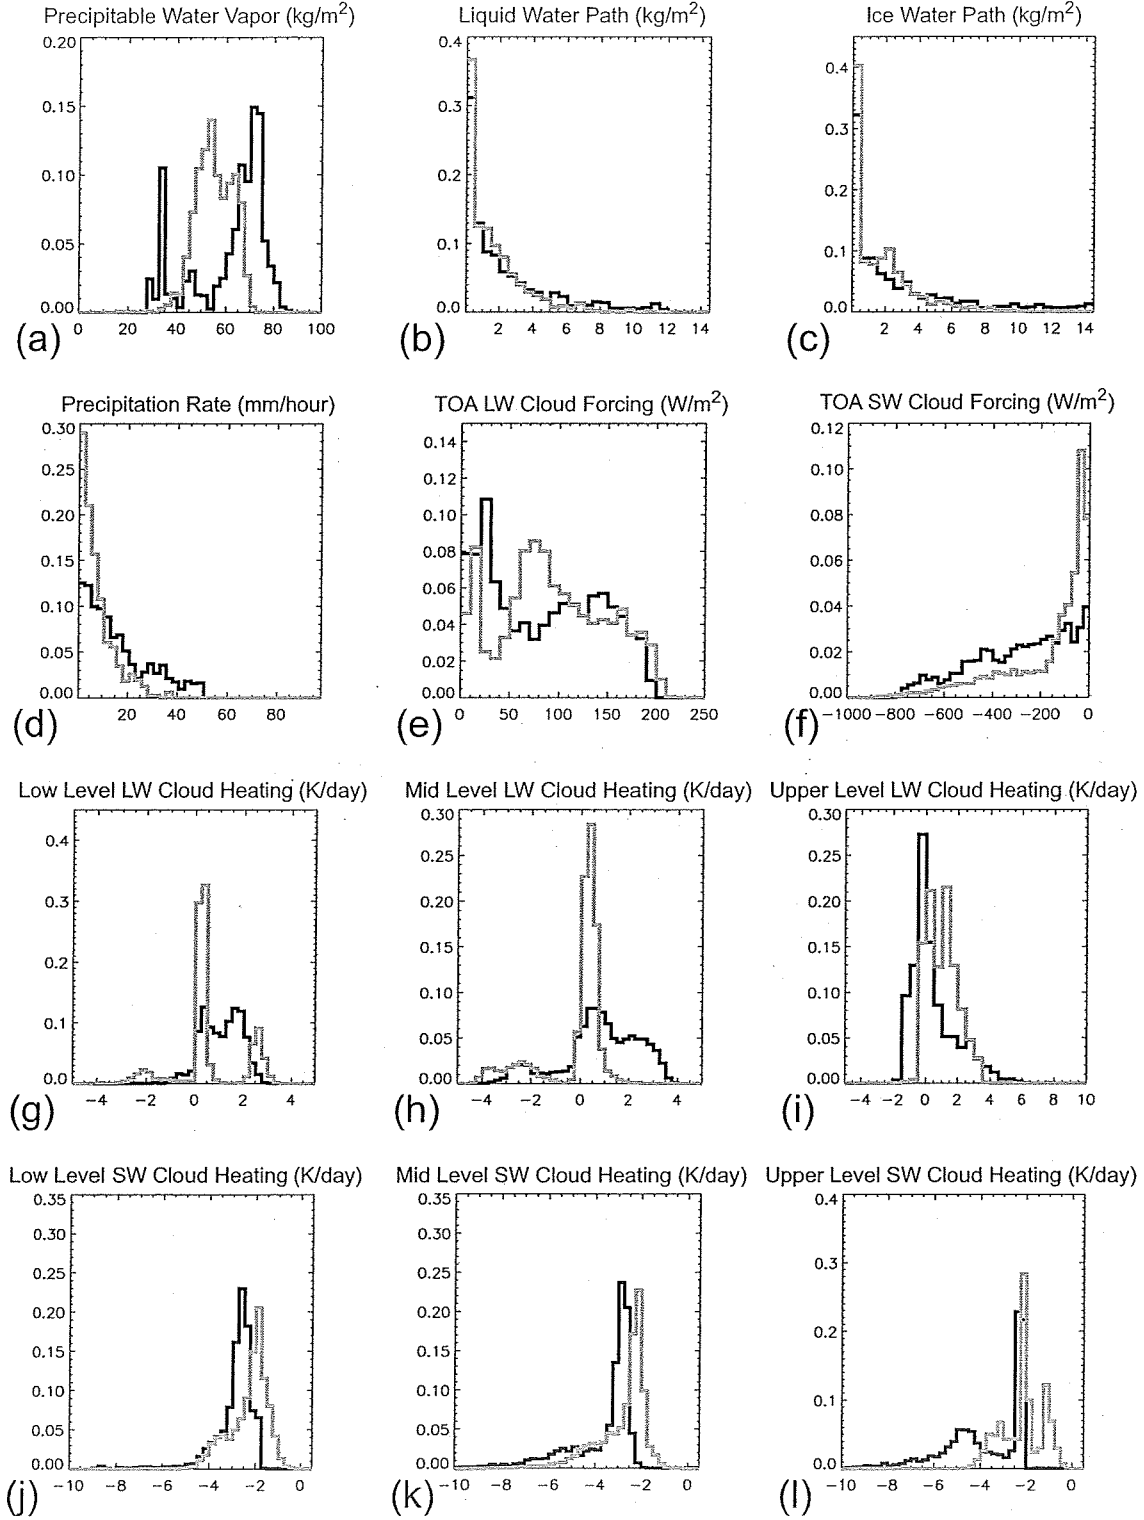 Precipitable Water Vapor (kg/m²)
Liquid Water Path (kg/m²)
Ice Water Path (kg/m²)
0.20
0.15
0.10
0.05
0.00
0 20 40 60 80 100
(a)
0.4
0.3
0.2
0.1
0.0
2 4 6 8 10 12 14
(b)
0.4
0.3
0.2
0.1
0.0
2 4 6 8 10 12 14
(c)
Precipitation Rate (mm/hour)
TOA LW Cloud Forcing (W/m²)
TOA SW Cloud Forcing (W/m²)
0.30
0.25
0.20
0.15
0.10
0.05
0.00
20 40 60 80
(d)
0.14
0.12
0.10
0.08
0.06
0.04
0.02
0.00
0 50 100 150 200 250
(e)
0.12
0.10
0.08
0.06
0.04
0.02
0.00
−1000 −800 −600 −400 −200 0
(f)
Low Level LW Cloud Heating (K/day)
Mid Level LW Cloud Heating (K/day)
Upper Level LW Cloud Heating (K/day)
0.4
0.3
0.2
0.1
0.0
−4 −2 0 2 4
(g)
0.30
0.25
0.20
0.15
0.10
0.05
0.00
−4 −2 0 2 4
(h)
0.30
0.25
0.20
0.15
0.10
0.05
0.00
−4 −2 0 2 4 6 8 10
(i)
Low Level SW Cloud Heating (K/day)
Mid Level SW Cloud Heating (K/day)
Upper Level SW Cloud Heating (K/day)
0.35
0.30
0.25
0.20
0.15
0.10
0.05
0.00
−10 −8 −6 −4 −2 0
(j)
0.35
0.30
0.25
0.20
0.15
0.10
0.05
0.00
−10 −8 −6 −4 −2 0
(k)
0.4
0.3
0.2
0.1
0.0
−10 −8 −6 −4 −2 0
(l)